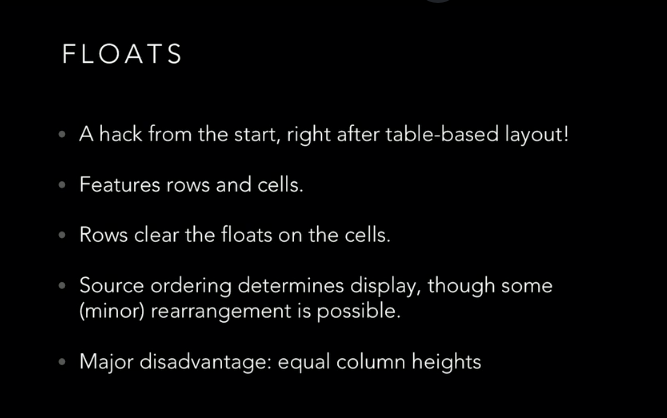 FLOATS
• A hack from the start, right after table-based layout!
• Features rows and cells.
• Rows clear the floats on the cells.
• Source ordering determines display, though some
(minor) rearrangement is possible.
• Major disadvantage: equal column heights